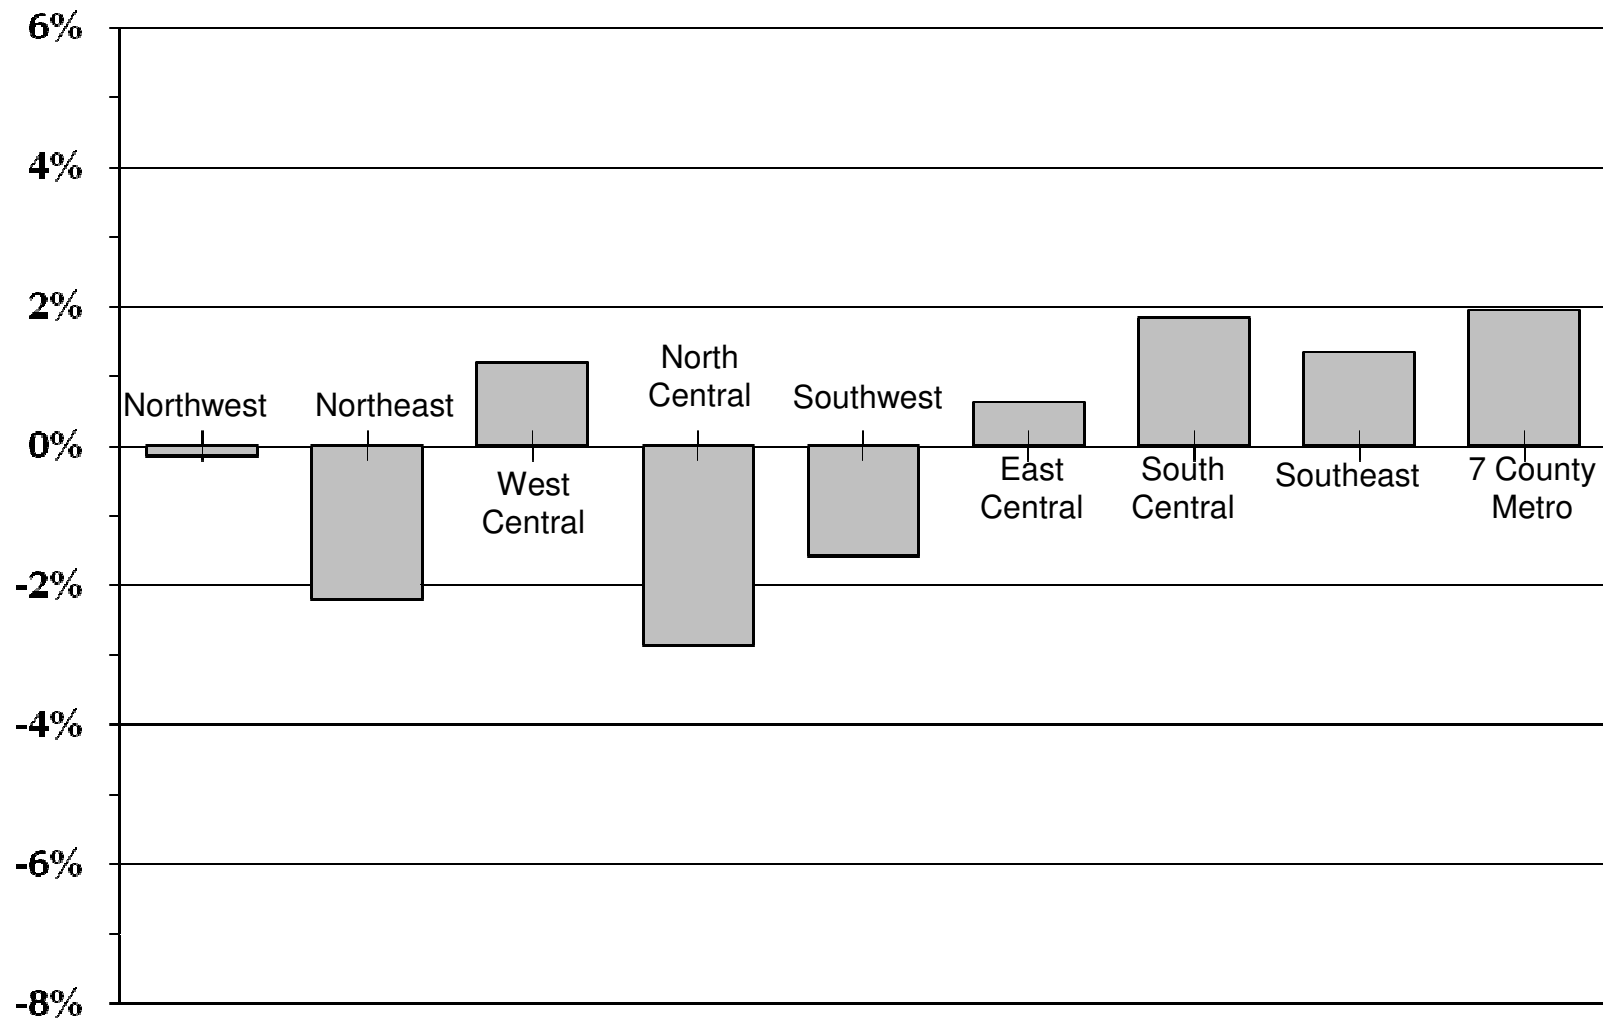 6%
4%
2%
0%
-2%
-4%
-6%
-8%
Northwest
Northeast
West
Central
North
Central
Southwest
East
Central
South
Central
Southeast
7 County
Metro